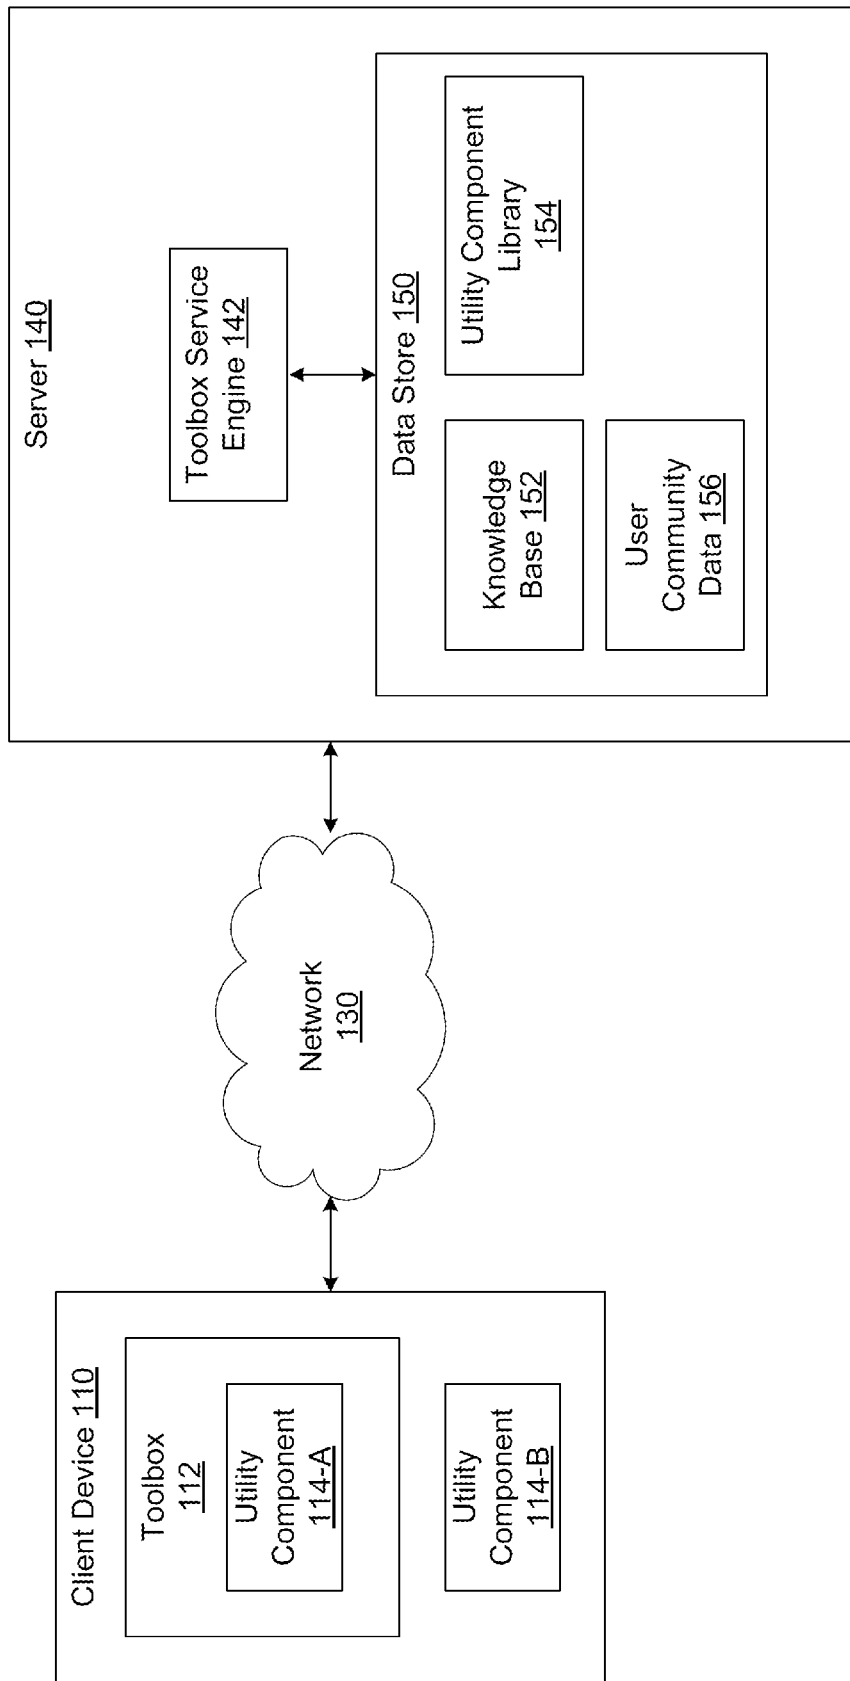 Client Device 110
Toolbox
112
Utility
Component
114-A
Utility
Component
114-B
Network
130
Server 140
Toolbox Service
Engine 142
Data Store 150
Knowledge
Base 152
Utility Component
Library
154
User
Community
Data 156